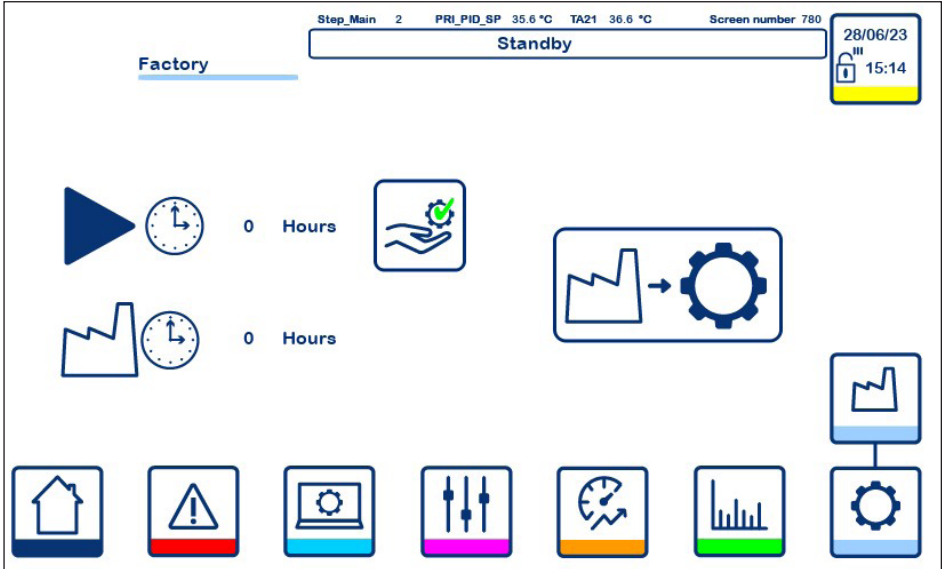 Step_Main 2 PRI_PID_SP 35.6 °C TA21 36.6 °C Screen number 780
Standby
28/06/23
15:14
Factory
0 Hours
0 Hours